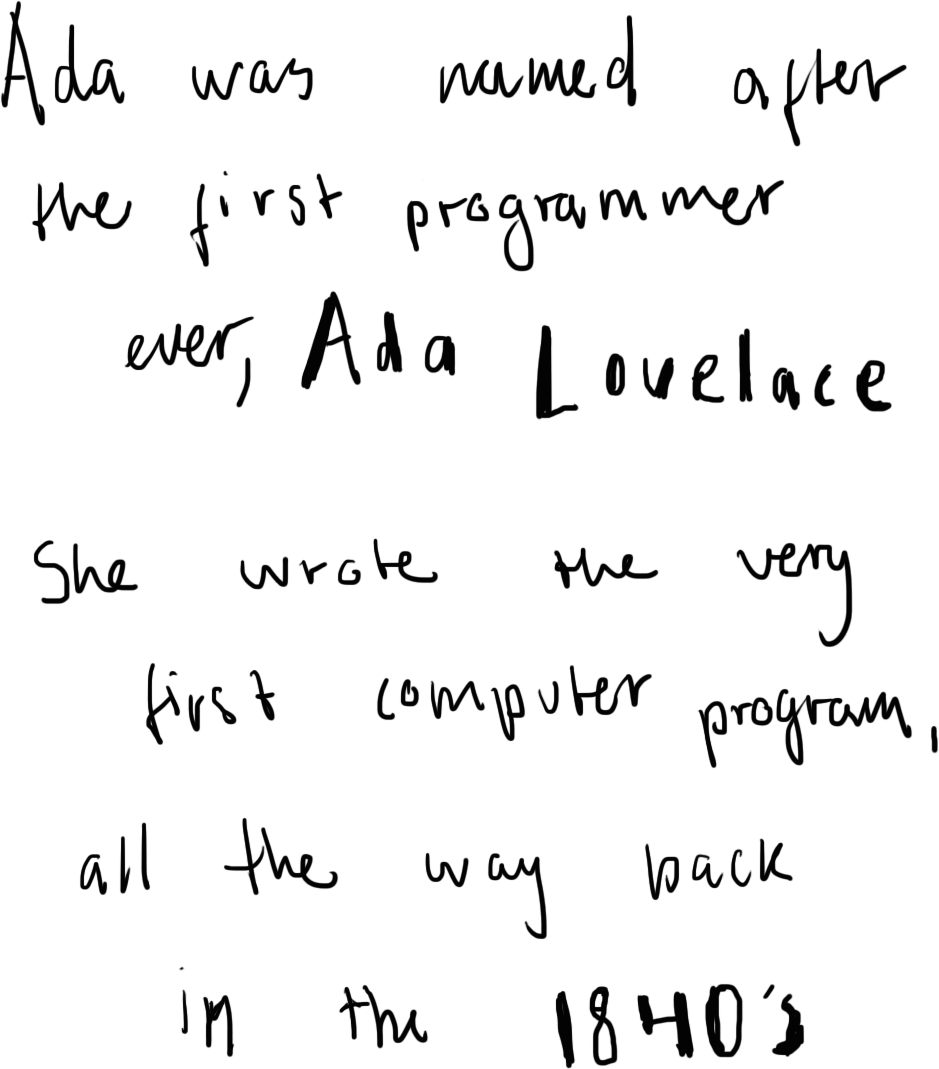 Ada was named after
the first programmer
ever, Ada Lovelace
She wrote the very
first computer program,
all the way back
in the 1840's